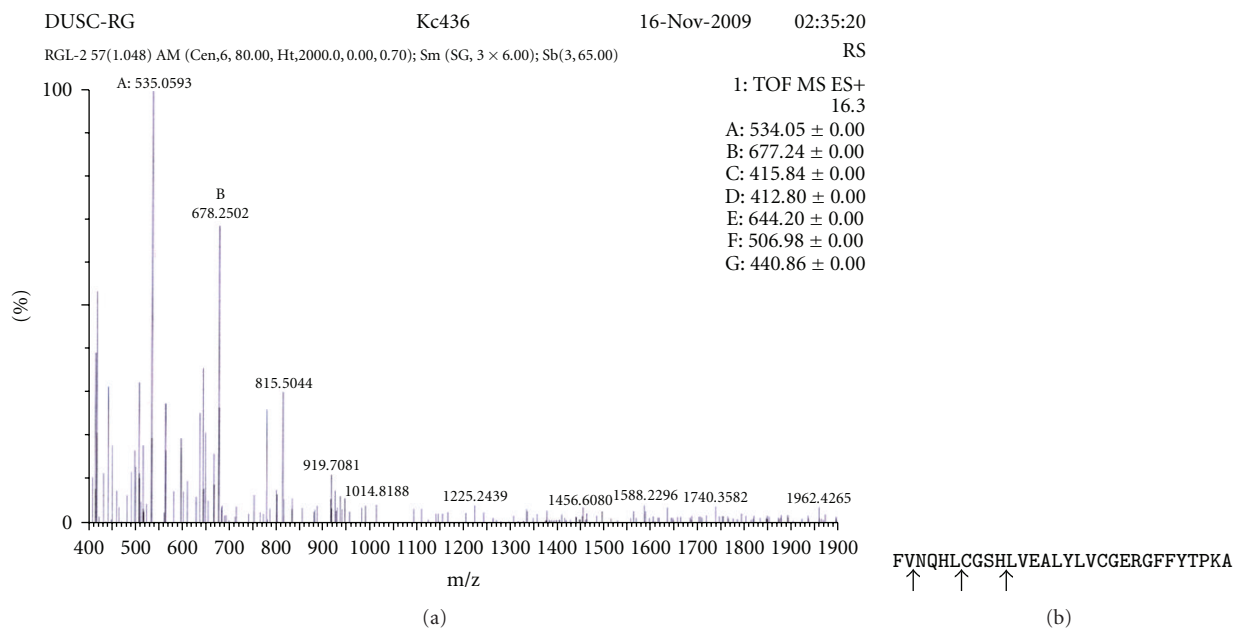 DUSC-RG Kc436 16-Nov-2009 02:35:20
RGL-2 57(1.048) AM (Cen,6, 80.00, Ht,2000.0, 0.00, 0.70); Sm (SG, 3 × 6.00); Sb(3,65.00) RS
1: TOF MS ES+
16.3
A: 534.05 ± 0.00
B: 677.24 ± 0.00
C: 415.84 ± 0.00
D: 412.80 ± 0.00
E: 644.20 ± 0.00
F: 506.98 ± 0.00
G: 440.86 ± 0.00
100
A: 535.0593
B
678.2502
815.5044
919.7081
1014.8188
1225.2439
1456.6080
1588.2296
1740.3582
1962.4265
(%)
0
400 500 600 700 800 900 1000 1100 1200 1300 1400 1500 1600 1700 1800 1900
m/z
(a)
FVNQHLCGSHLVEALYLVCGERGFFYTPKA
(b)